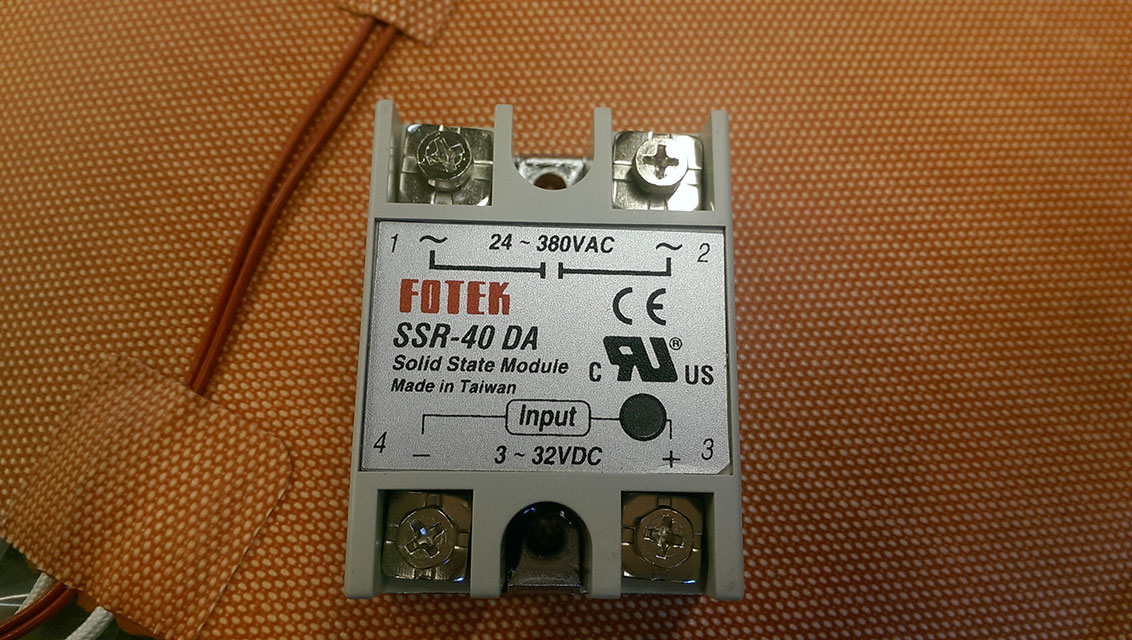 1 ~ 24 ~ 380VAC ~ 2
FOTEK
CE
SSR-40 DA
Solid State Module
Made in Taiwan
C RU® US
Input
4 − 3 ~ 32VDC + 3